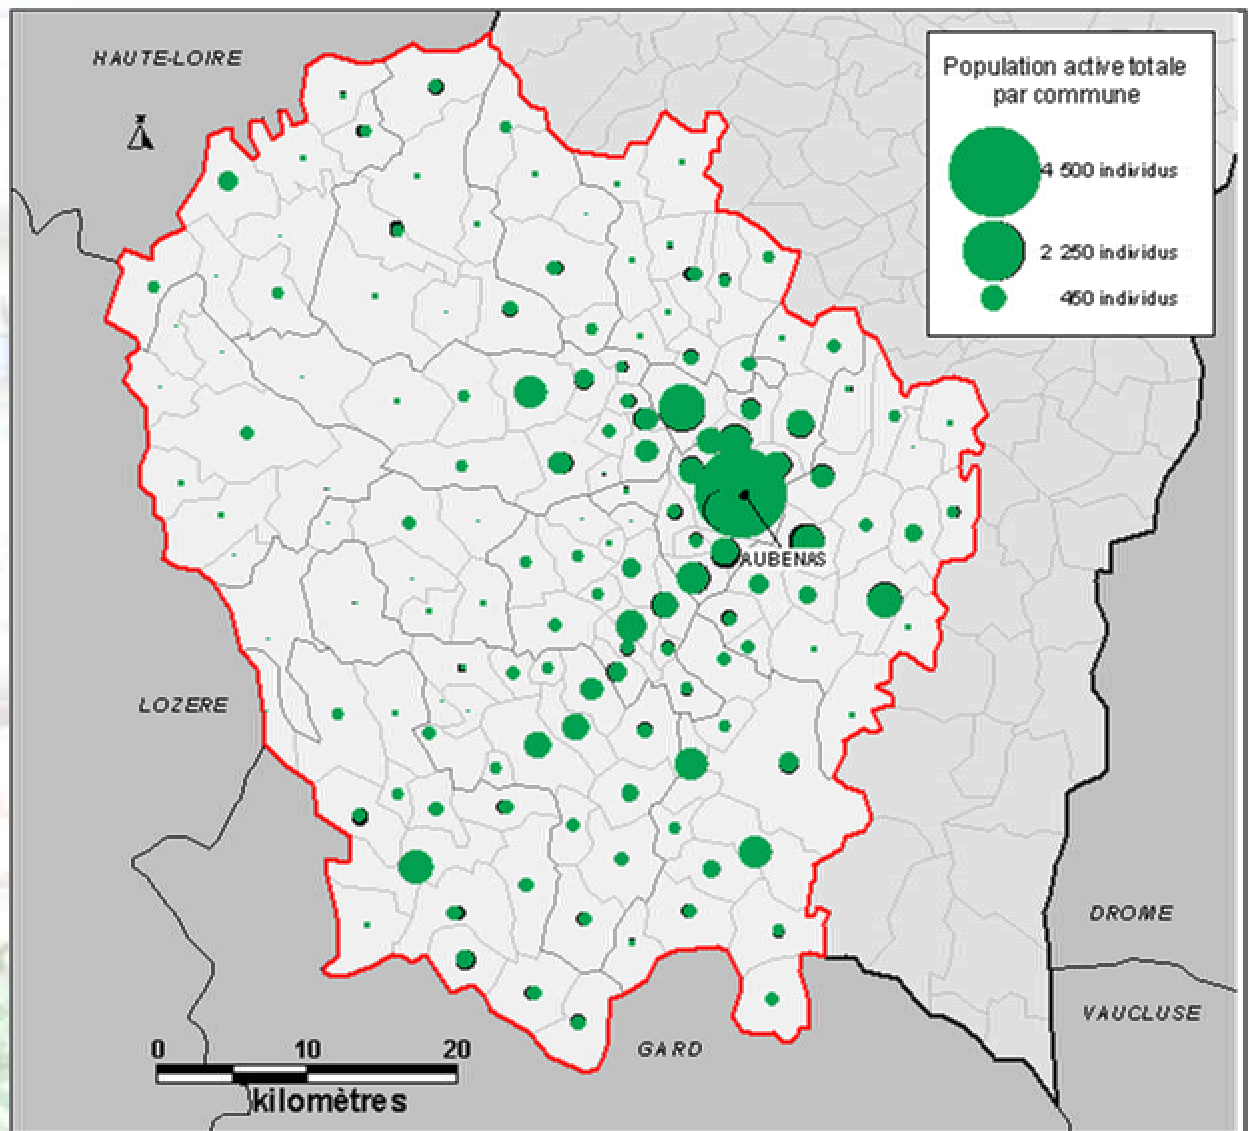 HAUTE-LOIRE
Population active totale
par commune
4 500 individus
2 250 individus
450 individus
N
AUBENAS
LOZERE
DROME
VAUCLUSE
GARD
0 10 20
kilomètres